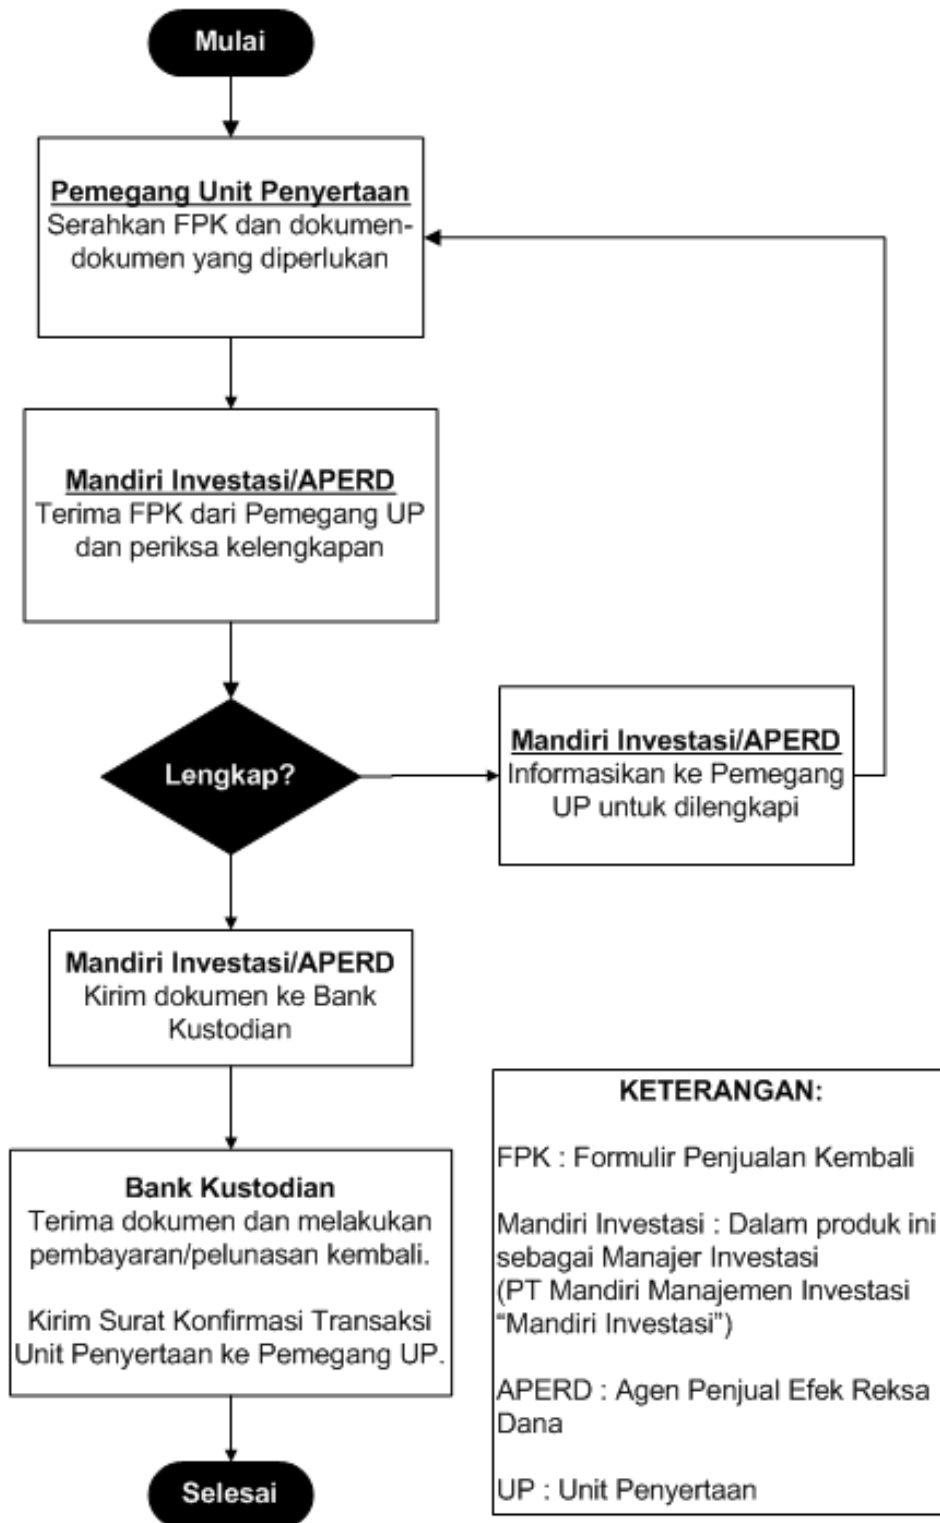 Mulai
Pemegang Unit Penyertaan
Serahkan FPK dan dokumen-
dokumen yang diperlukan
Mandiri Investasi/APERD
Terima FPK dari Pemegang UP
dan periksa kelengkapan
Lengkap?
Mandiri Investasi/APERD
Informasikan ke Pemegang
UP untuk dilengkapi
Mandiri Investasi/APERD
Kirim dokumen ke Bank
Kustodian
Bank Kustodian
Terima dokumen dan melakukan
pembayaran/pelunasan kembali.
Kirim Surat Konfirmasi Transaksi
Unit Penyertaan ke Pemegang UP.
Selesai
KETERANGAN:
FPK : Formulir Penjualan Kembali
Mandiri Investasi : Dalam produk ini
sebagai Manajer Investasi
(PT Mandiri Manajemen Investasi
“Mandiri Investasi”)
APERD : Agen Penjual Efek Reksa
Dana
UP : Unit Penyertaan